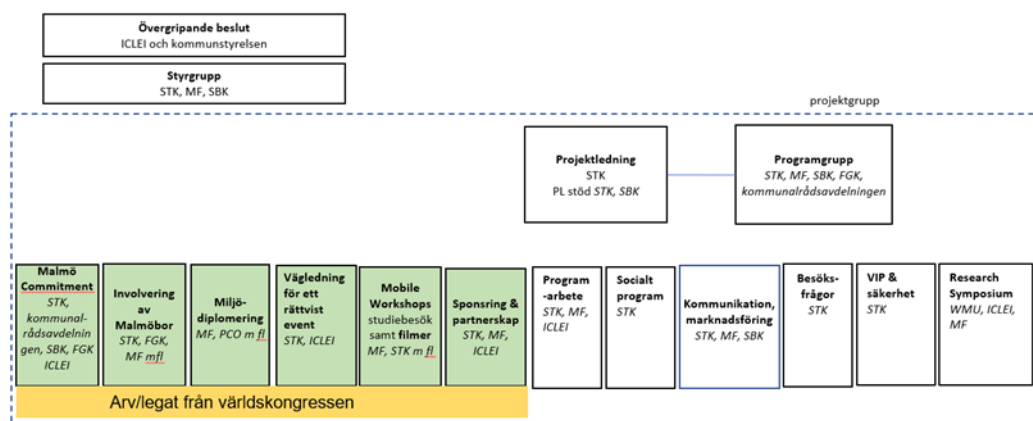 Övergripande beslut
ICLEI och kommunstyrelsen
Styrgrupp
STK, MF, SBK
projektgrupp
Projektledning
STK
PL stöd STK, SBK
Programgrupp
STK, MF, SBK, FGK,
kommunalrådsavdelningen
Malmö
Commitment
STK,
kommunal-
rådsavdelnin
gen, SBK, FGK
ICLEI
Involvering
av
Malmöbor
STK, FGK,
MF mfl
Miljö-
diplomering
MF, PCO m fl
Vägledning
för ett
rättvist
event
STK, ICLEI
Mobile
Workshops
studiebesök
samt filmer
MF, STK m fl
Sponsring &
partnerskap
STK, MF,
ICLEI
Program
-arbete
STK, MF,
ICLEI
Socialt
program
STK
Kommunikation,
marknadsföring
STK, MF, SBK
Besöks-
frågor
STK
VIP &
säkerhet
STK
Research
Symposium
WMU, ICLEI,
MF
Arv/legat från världskongressen